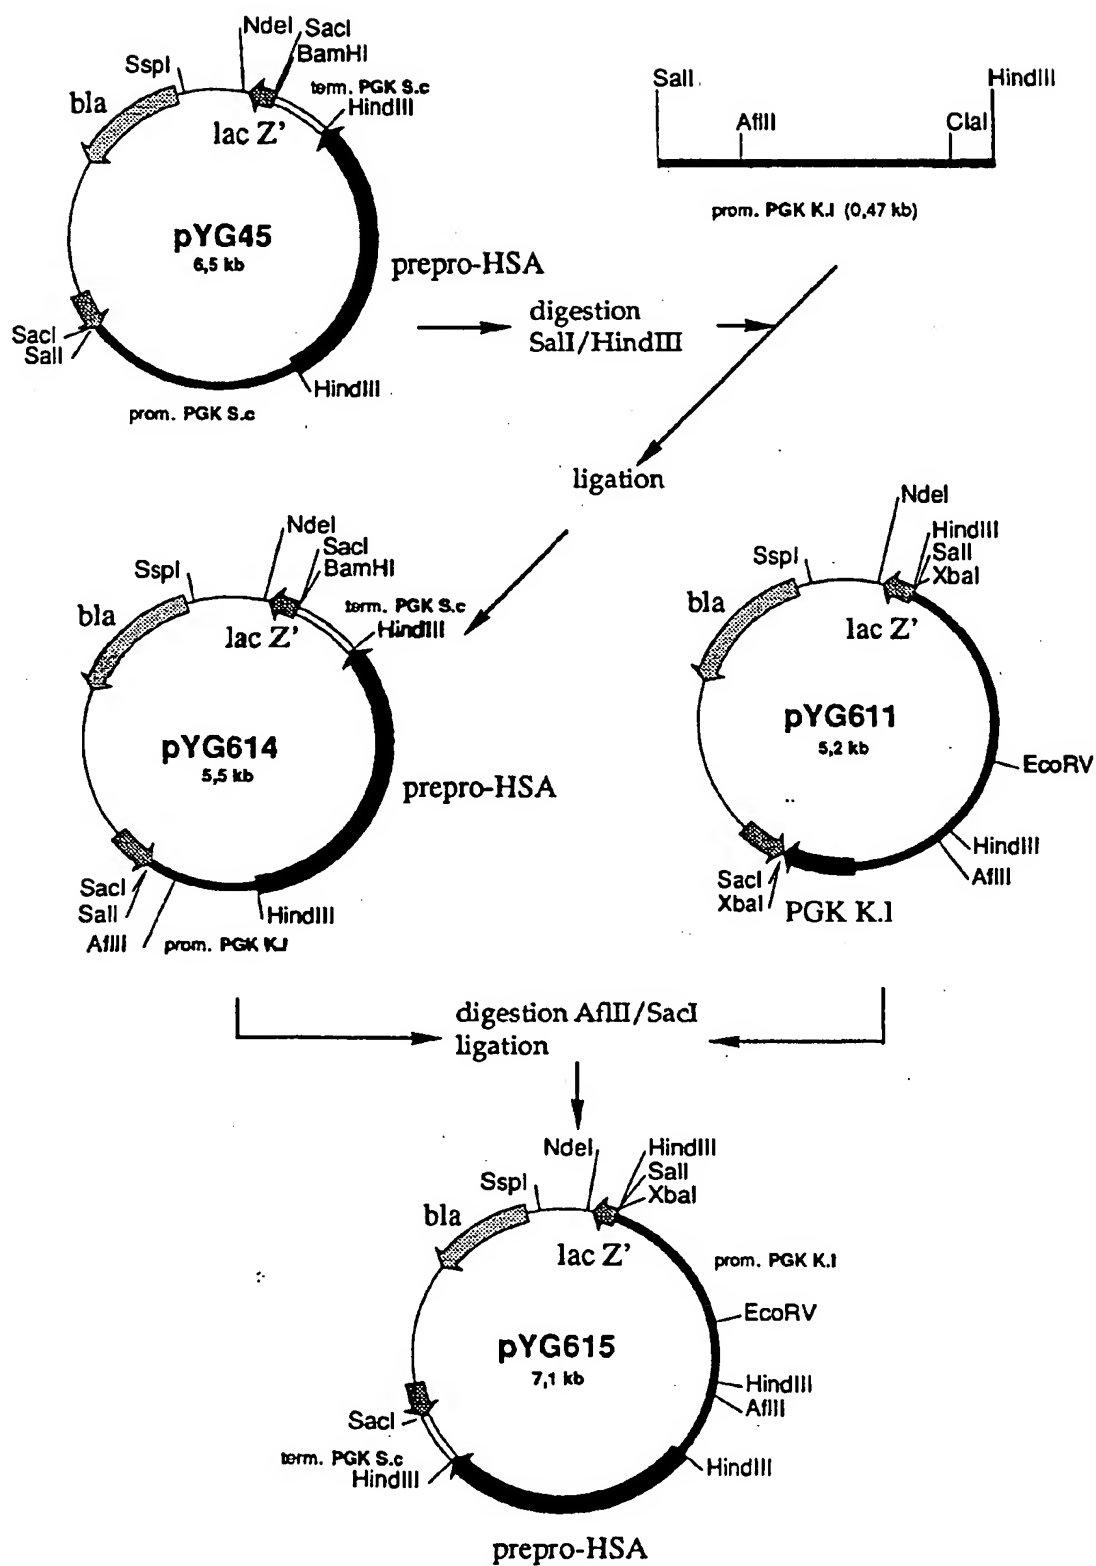 NdeI
SacI
BamHI
SspI
term. PGK S.c
HindIII
bla
lac Z'
pYG45
6,5 kb
prepro-HSA
SacI
SalI
HindIII
prom. PGK S.c
SalI
HindIII
AflII
ClaI
prom. PGK K.l (0,47 kb)
digestion
SalI/HindIII
ligation
NdeI
SacI
BamHI
SspI
term. PGK S.c
HindIII
bla
lac Z'
pYG614
5,5 kb
prepro-HSA
SacI
SalI
AflII
HindIII
prom. PGK K.l
NdeI
HindIII
SalI
XbaI
SspI
bla
lac Z'
pYG611
5,2 kb
EcoRV
HindIII
AflII
SacI
XbaI
PGK K.l
digestion AflII/SacI
ligation
NdeI
HindIII
SalI
XbaI
SspI
bla
lac Z'
prom. PGK K.l
EcoRV
pYG615
7,1 kb
HindIII
AflII
SacI
term. PGK S.c
HindIII
HindIII
prepro-HSA